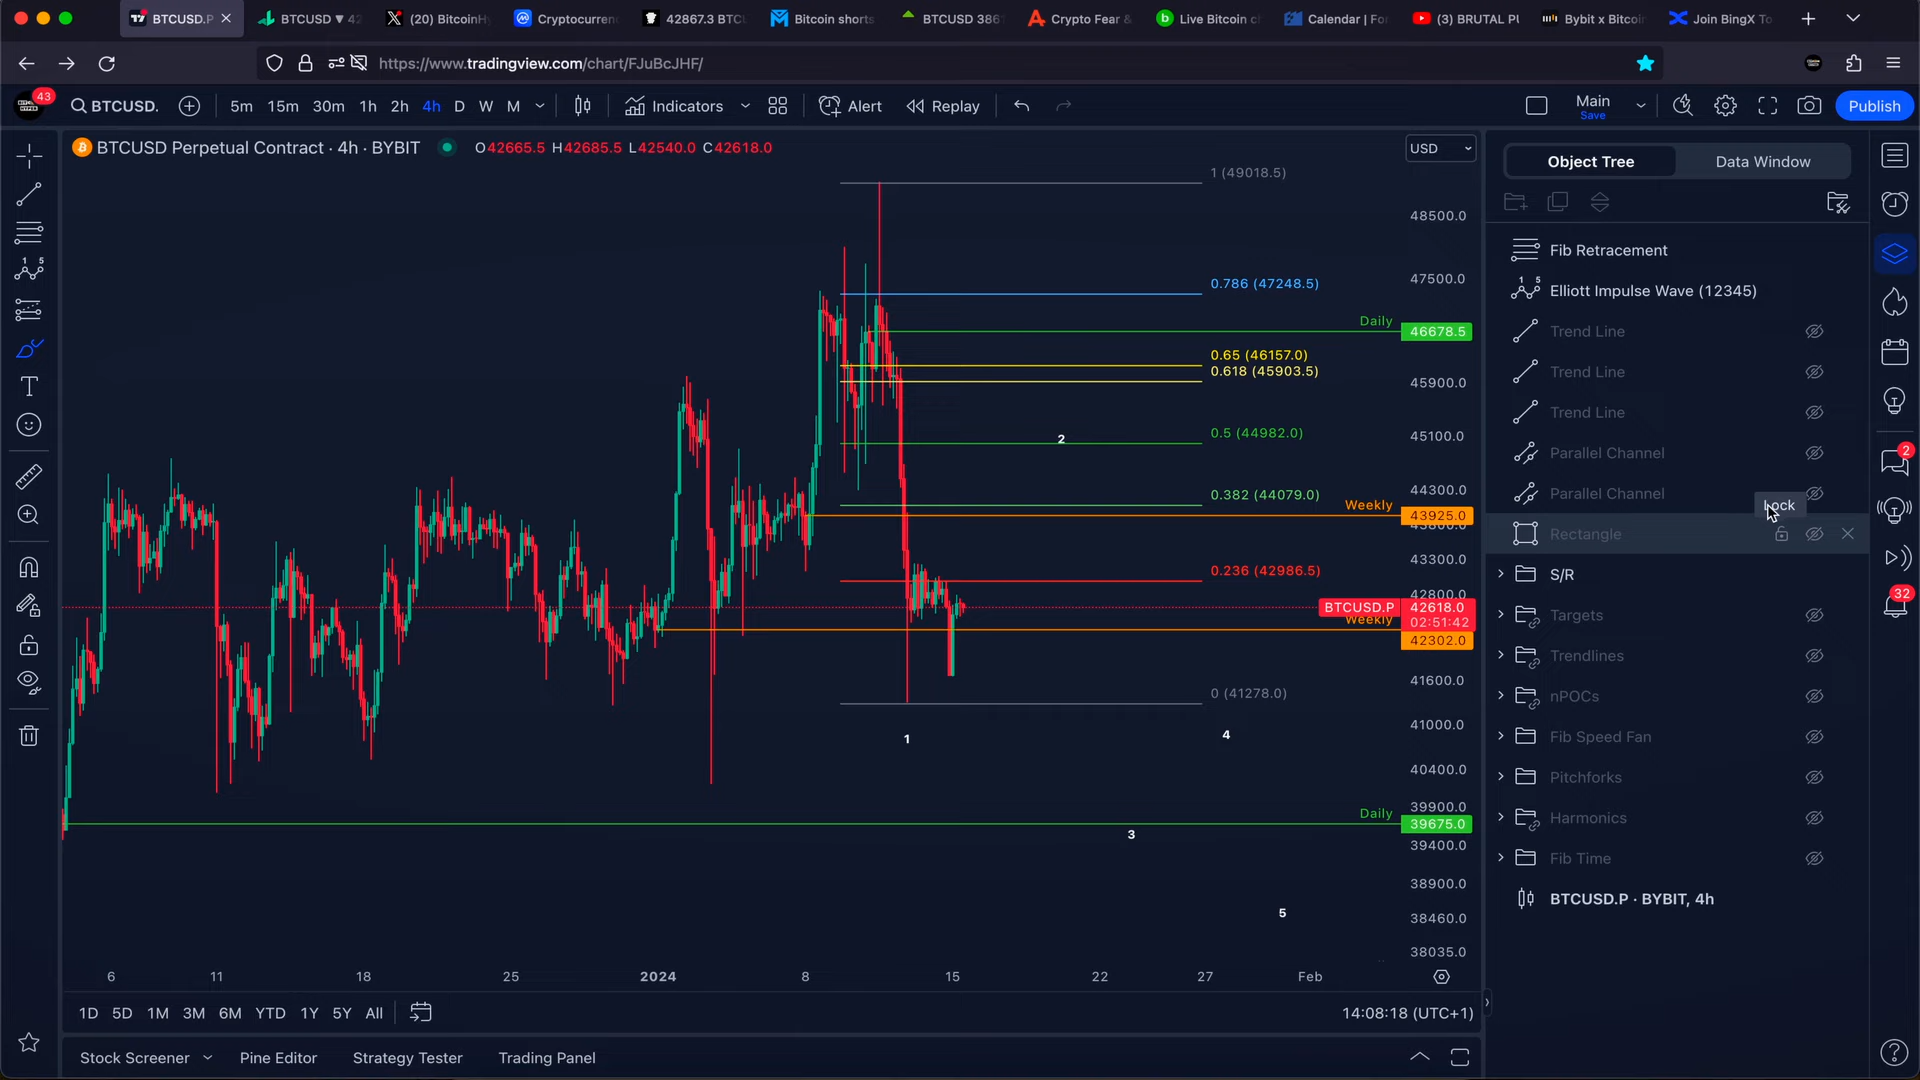 BTCUSD.P
BTCUSD ▼ 42
(20) BitcoinHy
Cryptocurren
42867.3 BTCU
Bitcoin shorts
BTCUSD 3861
Crypto Fear &
Live Bitcoin c
Calendar | Fo
(3) BRUTAL PU
Bybit x Bitcoi
Join BingX To
https://www.tradingview.com/chart/FJuBcJHF/
43
BTCUSD.
5m 15m 30m 1h 2h 4h D W M
Indicators
Alert
Replay
Main
Save
Publish
BTCUSD Perpetual Contract · 4h · BYBIT
O42665.5 H42685.5 L42540.0 C42618.0
USD
Object Tree
Data Window
1 (49018.5)
48500.0
Fib Retracement
47500.0
0.786 (47248.5)
Elliott Impulse Wave (12345)
Daily
46678.5
Trend Line
0.65 (46157.0)
0.618 (45903.5)
Trend Line
45900.0
Trend Line
0.5 (44982.0)
2
45100.0
Parallel Channel
2
44300.0
0.382 (44079.0)
Parallel Channel
Weekly
43925.0
43800.0
Lock
Rectangle
43300.0
0.236 (42986.5)
S/R
42800.0
BTCUSD.P
42618.0
32
Weekly
02:51:42
Targets
42302.0
Trendlines
41600.0
0 (41278.0)
nPOCs
41000.0
1
4
Fib Speed Fan
40400.0
Pitchforks
39900.0
Daily
39675.0
Harmonics
3
39400.0
Fib Time
38900.0
5
38460.0
BTCUSD.P · BYBIT, 4h
38035.0
6 11 18 25 2024 8 15 22 27 Feb
1D 5D 1M 3M 6M YTD 1Y 5Y All
14:08:18 (UTC+1)
Stock Screener
Pine Editor
Strategy Tester
Trading Panel